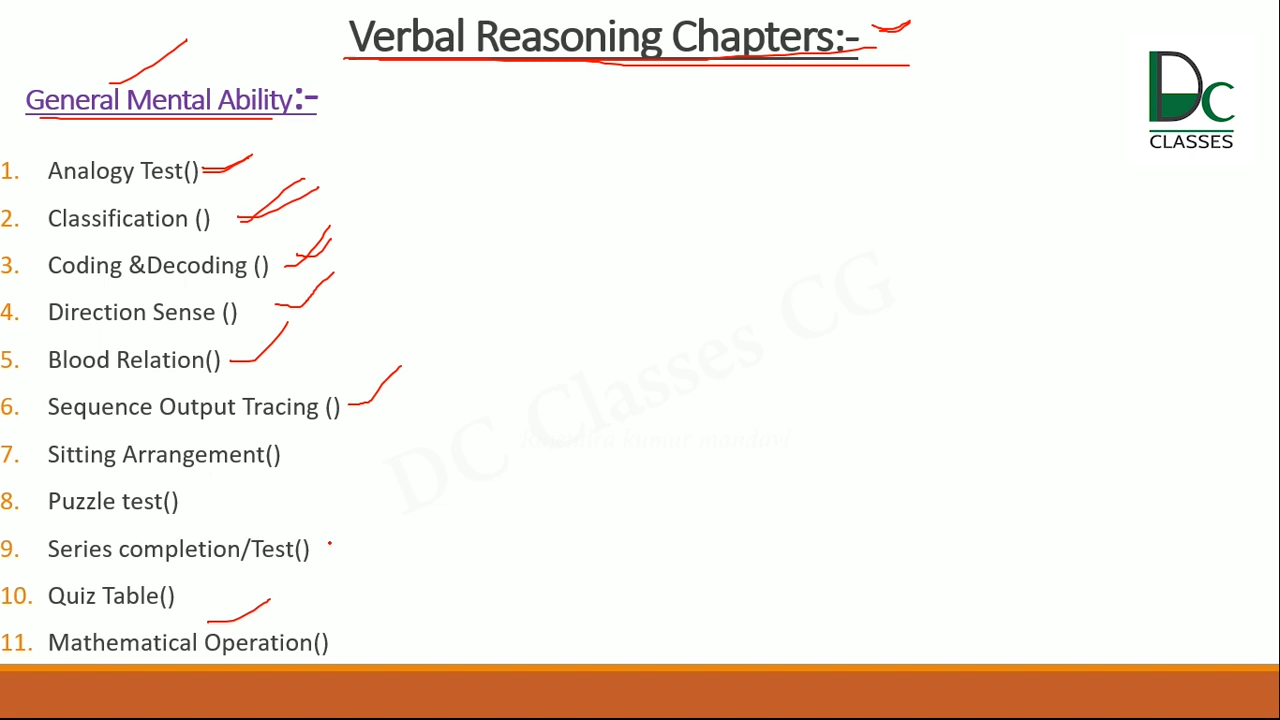 Verbal Reasoning Chapters:-
DC
CLASSES
General Mental Ability:-
1. Analogy Test()
2. Classification ()
3. Coding &Decoding ()
4. Direction Sense ()
5. Blood Relation()
6. Sequence Output Tracing ()
7. Sitting Arrangement()
8. Puzzle test()
9. Series completion/Test()
10. Quiz Table()
11. Mathematical Operation()
DC Classes CG
kumar mandavi